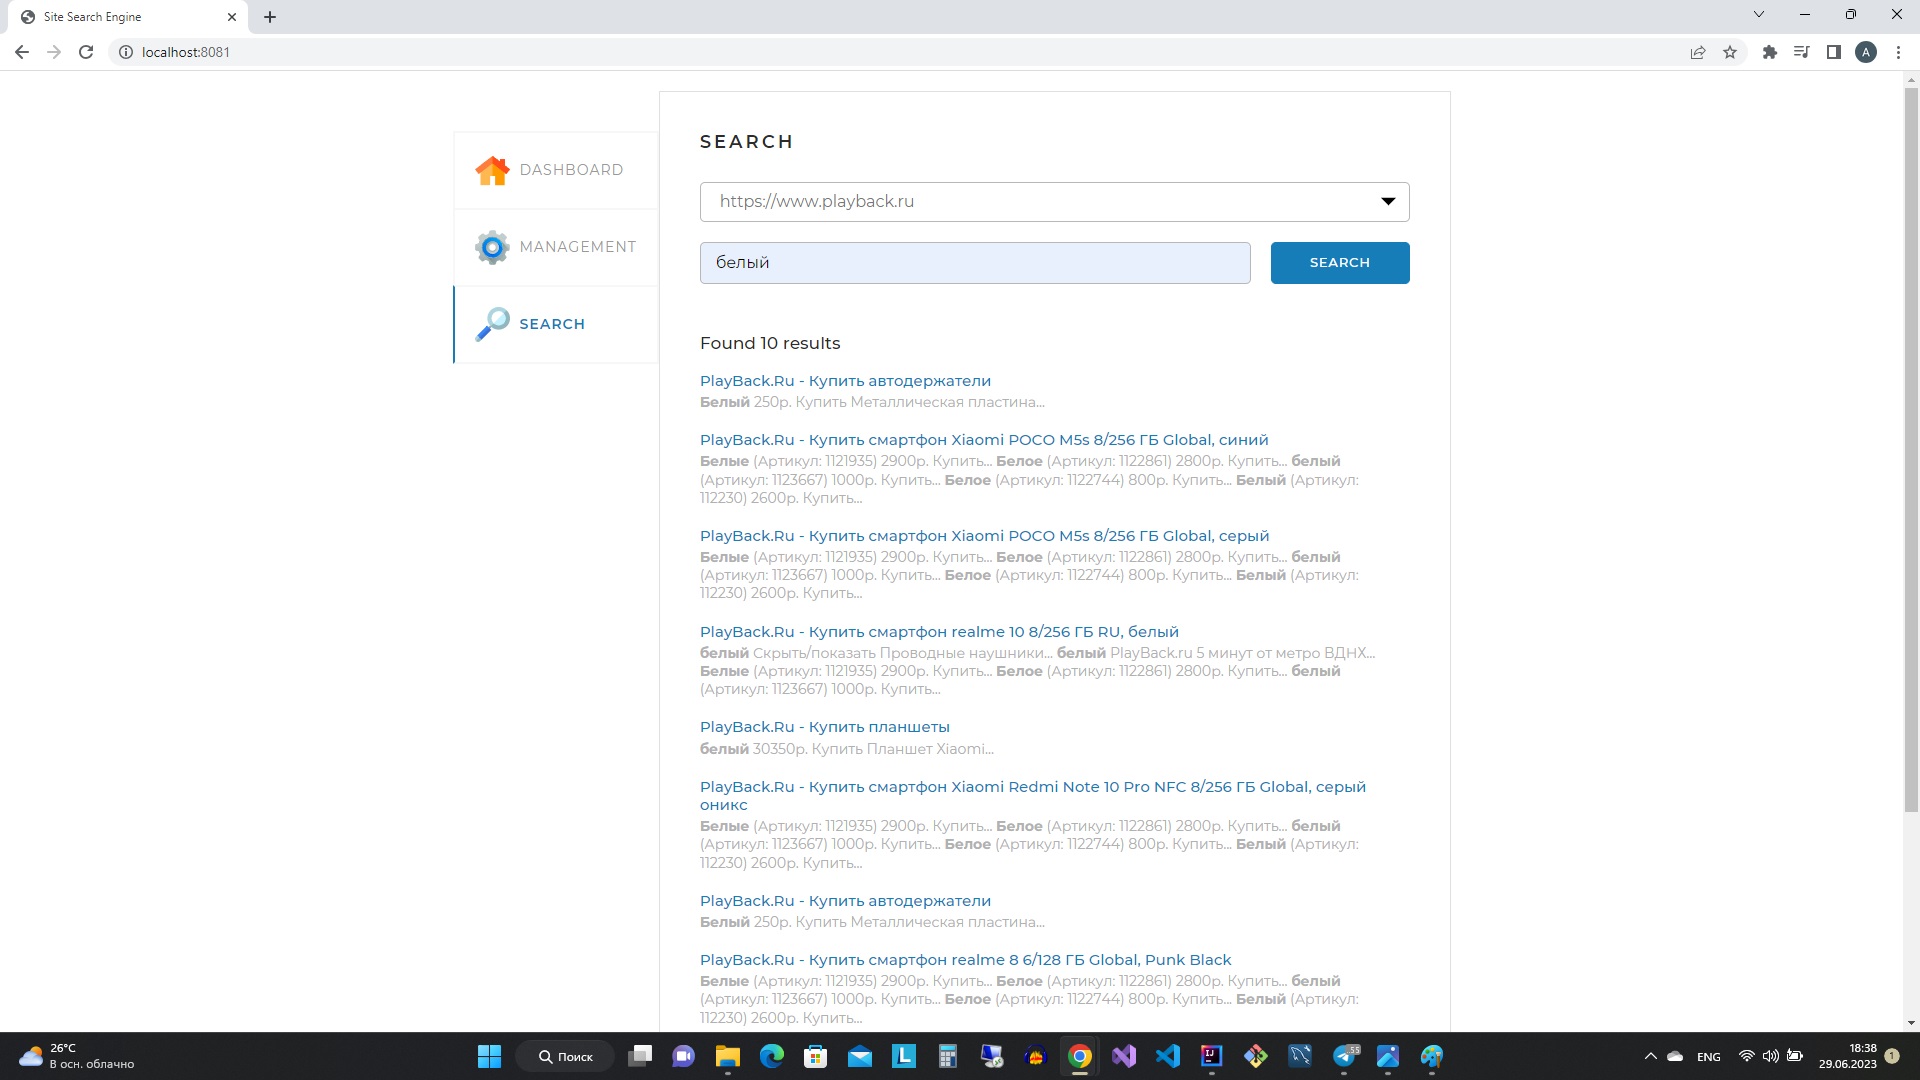 Site Search Engine
localhost:8081
A
DASHBOARD
MANAGEMENT
SEARCH
SEARCH
https://www.playback.ru
белый
SEARCH
Found 10 results
PlayBack.Ru - Купить автодержатели
Белый 250р. Купить Металлическая пластина...
PlayBack.Ru - Купить смартфон Xiaomi POCO M5s 8/256 ГБ Global, синий
Белые (Артикул: 1121935) 2900р. Купить... Белое (Артикул: 1122861) 2800р. Купить... белый
(Артикул: 1123667) 1000р. Купить... Белое (Артикул: 1122744) 800р. Купить... Белый (Артикул:
112230) 2600р. Купить...
PlayBack.Ru - Купить смартфон Xiaomi POCO M5s 8/256 ГБ Global, серый
Белые (Артикул: 1121935) 2900р. Купить... Белое (Артикул: 1122861) 2800р. Купить... белый
(Артикул: 1123667) 1000р. Купить... Белое (Артикул: 1122744) 800р. Купить... Белый (Артикул:
112230) 2600р. Купить...
PlayBack.Ru - Купить смартфон realme 10 8/256 ГБ RU, белый
белый Скрыть/показать Проводные наушники... белый PlayBack.ru 5 минут от метро ВДНХ...
Белые (Артикул: 1121935) 2900р. Купить... Белое (Артикул: 1122861) 2800р. Купить... белый
(Артикул: 1123667) 1000р. Купить...
PlayBack.Ru - Купить планшеты
белый 30350р. Купить Планшет Xiaomi...
PlayBack.Ru - Купить смартфон Xiaomi Redmi Note 10 Pro NFC 8/256 ГБ Global, серый
оникс
Белые (Артикул: 1121935) 2900р. Купить... Белое (Артикул: 1122861) 2800р. Купить... белый
(Артикул: 1123667) 1000р. Купить... Белое (Артикул: 1122744) 800р. Купить... Белый (Артикул:
112230) 2600р. Купить...
PlayBack.Ru - Купить автодержатели
Белый 250р. Купить Металлическая пластина...
PlayBack.Ru - Купить смартфон realme 8 6/128 ГБ Global, Punk Black
Белые (Артикул: 1121935) 2900р. Купить... Белое (Артикул: 1122861) 2800р. Купить... белый
(Артикул: 1123667) 1000р. Купить... Белое (Артикул: 1122744) 800р. Купить... Белый (Артикул:
112230) 2600р. Купить...
26°C
В осн. облачно
Поиск
L
IJ
55
ENG
18:38
29.06.2023
1